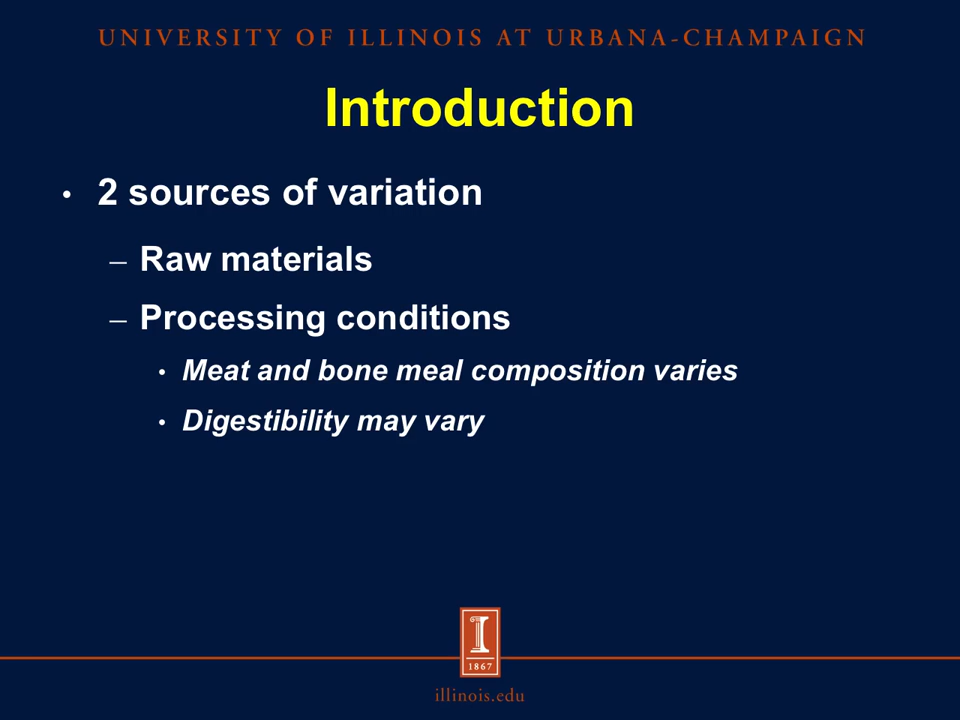 UNIVERSITY OF ILLINOIS AT URBANA-CHAMPAIGN
Introduction
• 2 sources of variation
– Raw materials
– Processing conditions
• Meat and bone meal composition varies
• Digestibility may vary
I
1867
illinois.edu